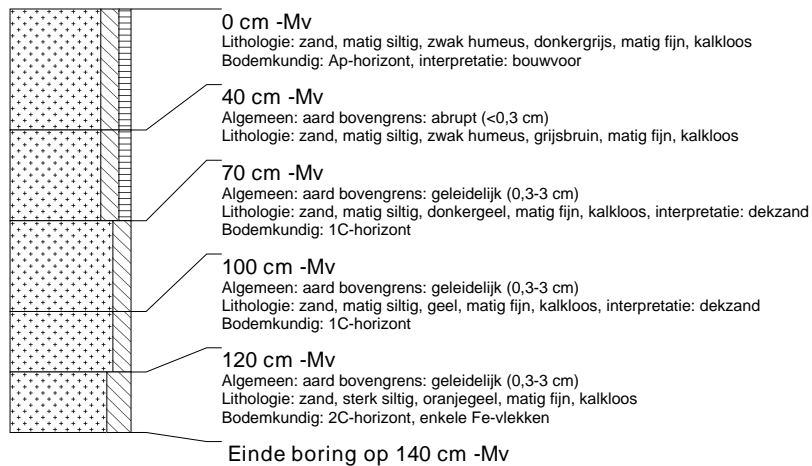 0 cm -Mv
Lithologie: zand, matig siltig, zwak humeus, donkergrijs, matig fijn, kalkloos
Bodemkundig: Ap-horizont, interpretatie: bouwvoor
40 cm -Mv
Algemeen: aard bovengrens: abrupt (<0,3 cm)
Lithologie: zand, matig siltig, zwak humeus, grijsbruin, matig fijn, kalkloos
70 cm -Mv
Algemeen: aard bovengrens: geleidelijk (0,3-3 cm)
Lithologie: zand, matig siltig, donkergeel, matig fijn, kalkloos, interpretatie: dekzand
Bodemkundig: 1C-horizont
100 cm -Mv
Algemeen: aard bovengrens: geleidelijk (0,3-3 cm)
Lithologie: zand, matig siltig, geel, matig fijn, kalkloos, interpretatie: dekzand
Bodemkundig: 1C-horizont
120 cm -Mv
Algemeen: aard bovengrens: geleidelijk (0,3-3 cm)
Lithologie: zand, sterk siltig, oranjegeel, matig fijn, kalkloos
Bodemkundig: 2C-horizont, enkele Fe-vlekken
Einde boring op 140 cm -Mv